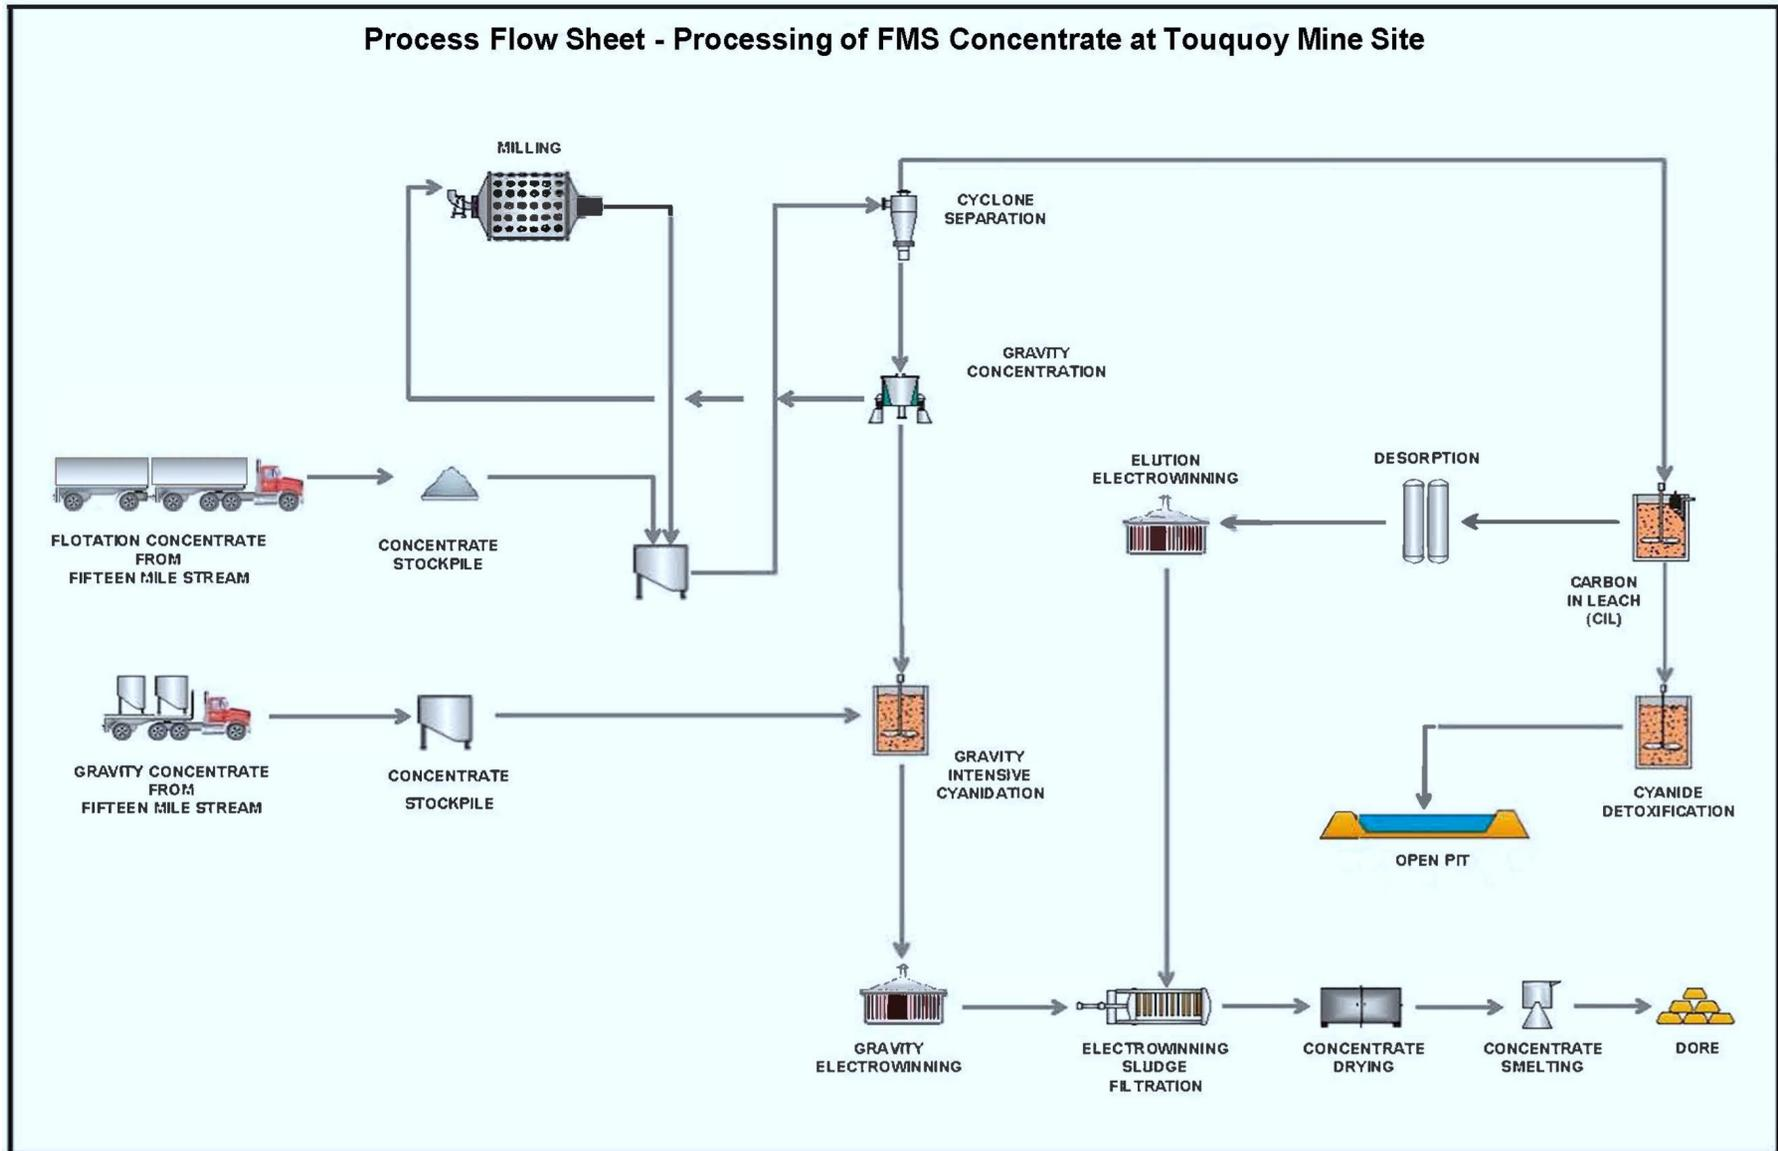 Process Flow Sheet - Processing of FMS Concentrate at Touquoy Mine Site
MILLING
CYCLONE
SEPARATION
GRAVITY
CONCENTRATION
ELUTION
ELECTROWINNING
DESORPTION
FLOTATION CONCENTRATE
FROM
FIFTEEN MILE STREAM
CONCENTRATE
STOCKPILE
CARBON
IN LEACH
(CIL)
GRAVITY CONCENTRATE
FROM
FIFTEEN MILE STREAM
CONCENTRATE
STOCKPILE
GRAVITY
INTENSIVE
CYANIDATION
CYANIDE
DETOXIFICATION
OPEN PIT
GRAVITY
ELECTROWINNING
ELECTROWINNING
SLUDGE
FILTRATION
CONCENTRATE
DRYING
CONCENTRATE
SMELTING
DORE